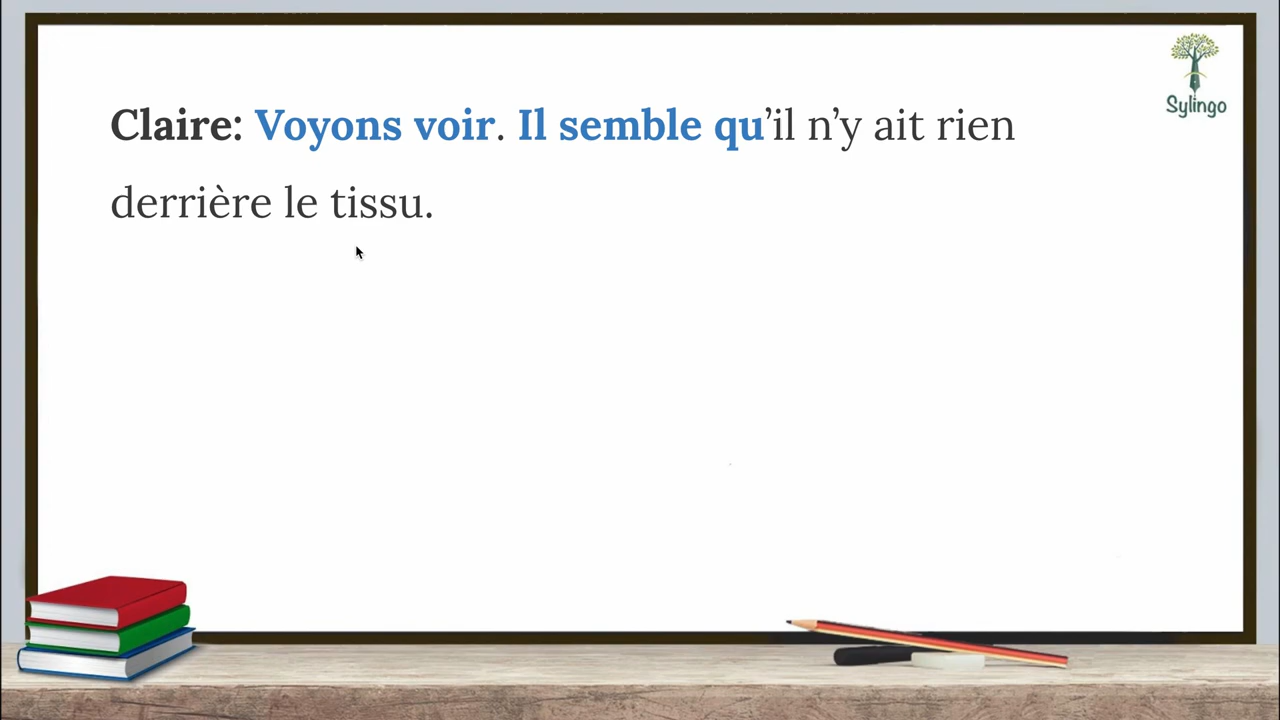 Sylingo
Claire: Voyons voir. Il semble qu’il n’y ait rien
derrière le tissu.